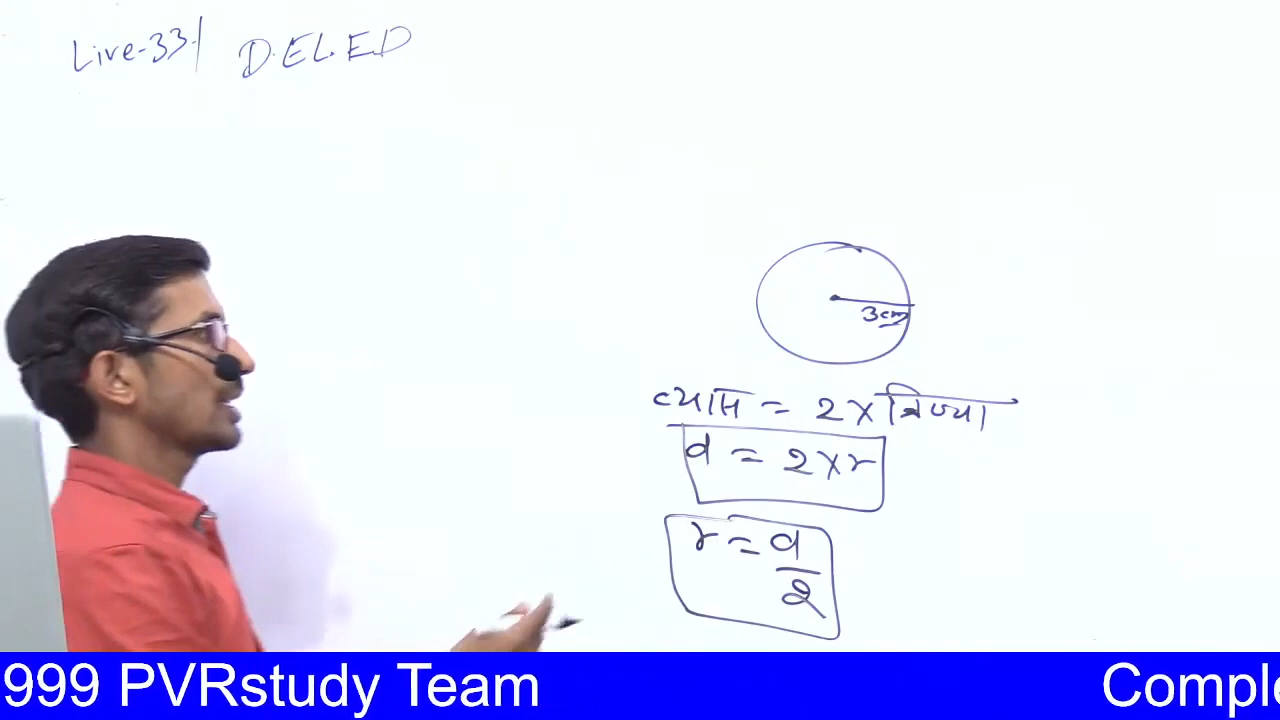 Live-33 | D.EL.ED
3cm
व्यास = 2 x त्रिज्या
d = 2 x r
r = d/2
999 PVRstudy Team Comple